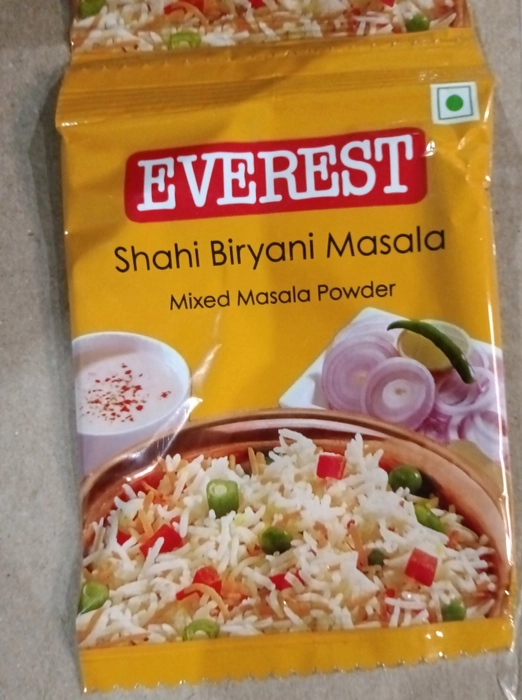 EVEREST
Shahi Biryani Masala
Mixed Masala Powder